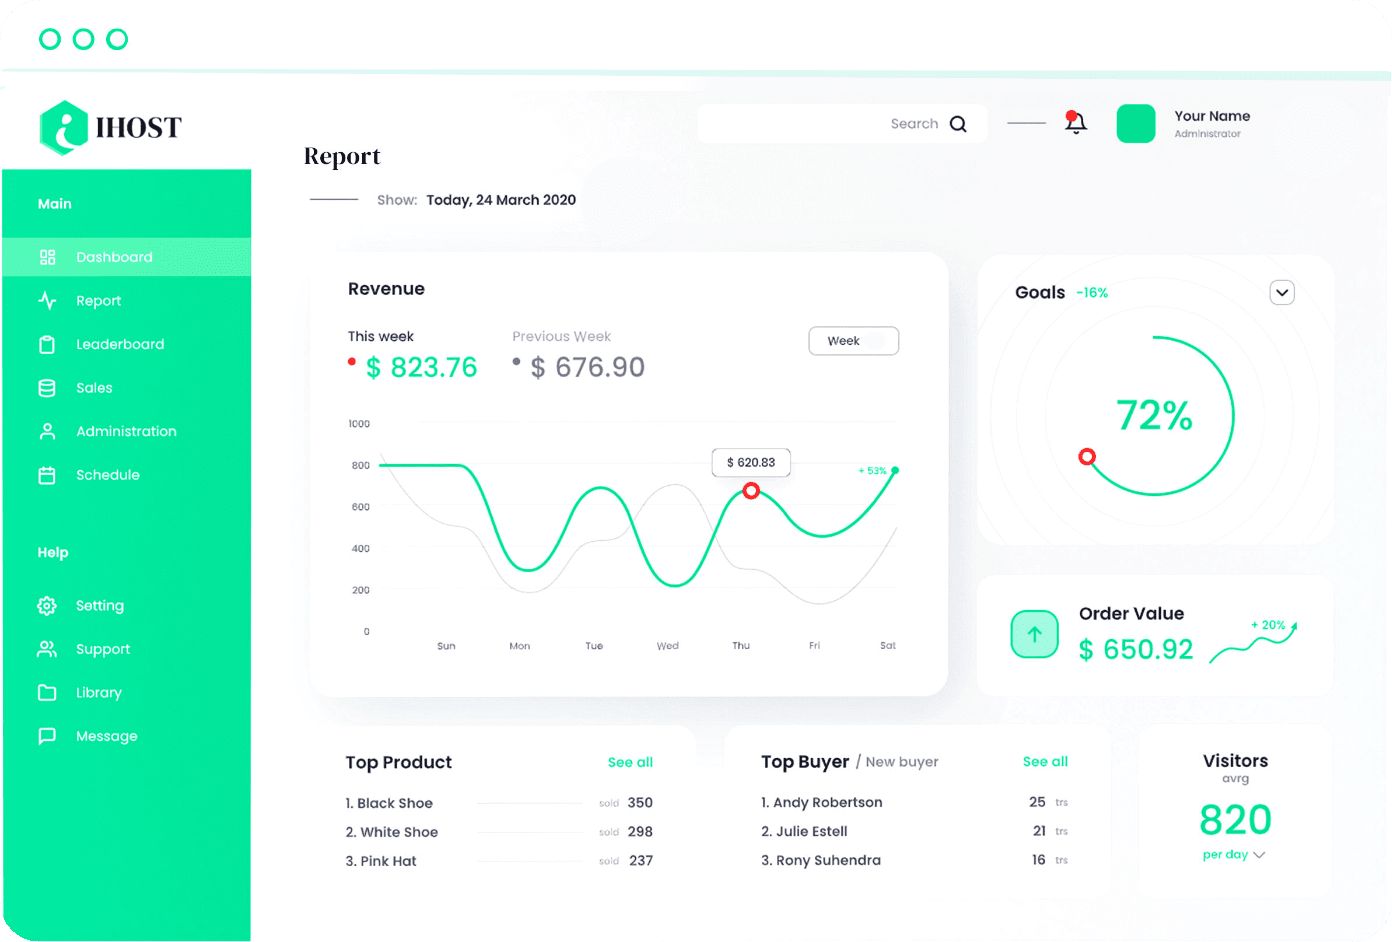 IHOST
Search
Your Name
Administrator
Report
Show: Today, 24 March 2020
Main
Dashboard
Report
Leaderboard
Sales
Administration
Schedule
Help
Setting
Support
Library
Message
Revenue
This week
$ 823.76
Previous Week
$ 676.90
Week
1000
800
600
400
200
0
$ 620.83
+ 53%
Sun Mon Tue Wed Thu Fri Sat
Goals -16%
72%
Order Value
$ 650.92
+ 20%
Top Product See all
1. Black Shoe sold 350
2. White Shoe sold 298
3. Pink Hat sold 237
Top Buyer / New buyer See all
1. Andy Robertson 25 trs
2. Julie Estell 21 trs
3. Rony Suhendra 16 trs
Visitors
avrg
820
per day